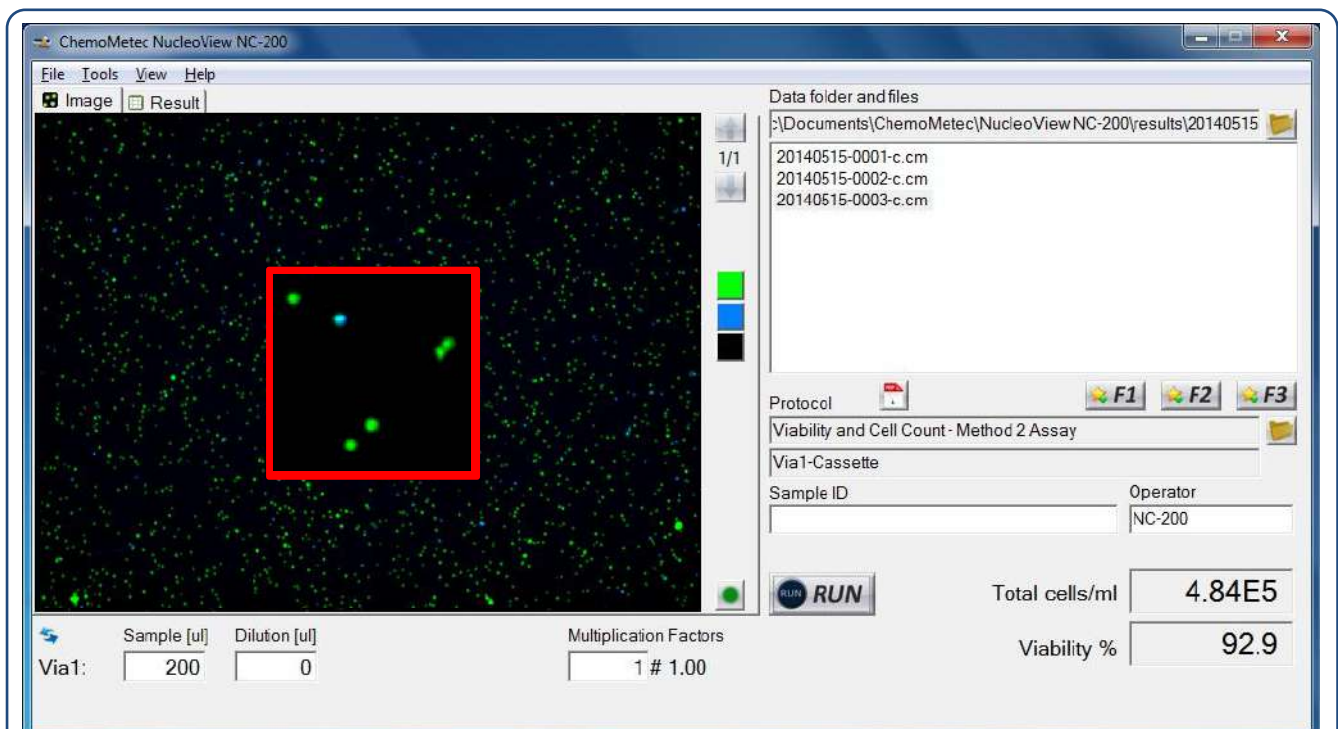 ChemoMetec NucleoView NC-200
File Tools View Help
Image Result
1/1
Data folder and files
:\Documents\ChemoMetec\NucleoView NC-200\results\20140515
20140515-0001-c.cm
20140515-0002-c.cm
20140515-0003-c.cm
Protocol
F1 F2 F3
Viability and Cell Count - Method 2 Assay
Via1-Cassette
Sample ID Operator
NC-200
RUN RUN
Total cells/ml 4.84E5
Viability % 92.9
Sample [ul] Dilution [ul] Multiplication Factors
Via1: 200 0 1 # 1.00